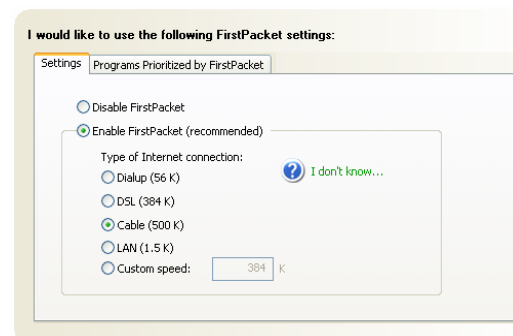 I would like to use the following FirstPacket settings:
Settings Programs Prioritized by FirstPacket
Disable FirstPacket
Enable FirstPacket (recommended)
Type of Internet connection:
I don't know...
Dialup (56 K)
DSL (384 K)
Cable (500 K)
LAN (1.5 K)
Custom speed: 384 K